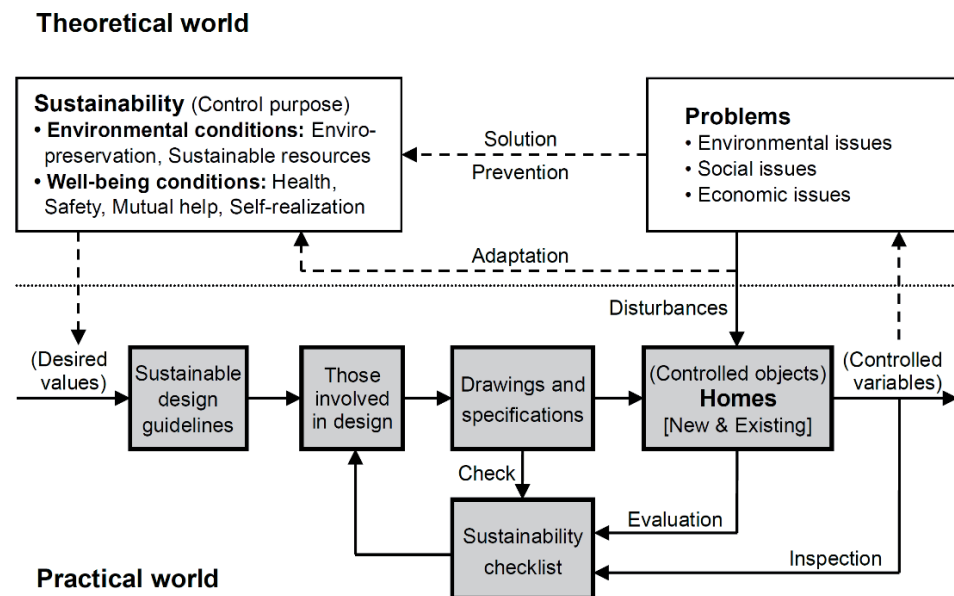 Theoretical world
Sustainability (Control purpose)
• Environmental conditions: Enviro-
preservation, Sustainable resources
• Well-being conditions: Health,
Safety, Mutual help, Self-realization
Solution
Prevention
Problems
• Environmental issues
• Social issues
• Economic issues
Adaptation
Disturbances
(Desired
values)
Sustainable
design
guidelines
Those
involved
in design
Drawings and
specifications
(Controlled objects)
Homes
[New & Existing]
(Controlled
variables)
Check
Evaluation
Sustainability
checklist
Inspection
Practical world